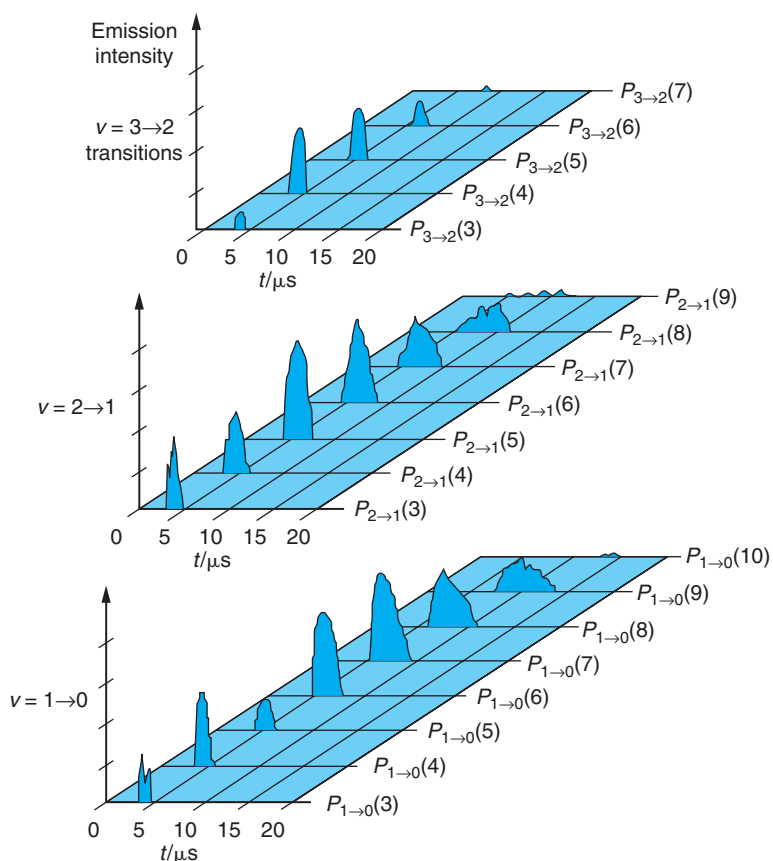 Emission
intensity
v = 3→2
transitions
P3→2(7)
P3→2(6)
P3→2(5)
P3→2(4)
P3→2(3)
0 5 10 15 20
t/μs
v = 2→1
P2→1(9)
P2→1(8)
P2→1(7)
P2→1(6)
P2→1(5)
P2→1(4)
P2→1(3)
0 5 10 15 20
t/μs
v = 1→0
P1→0(10)
P1→0(9)
P1→0(8)
P1→0(7)
P1→0(6)
P1→0(5)
P1→0(4)
P1→0(3)
0 5 10 15 20
t/μs